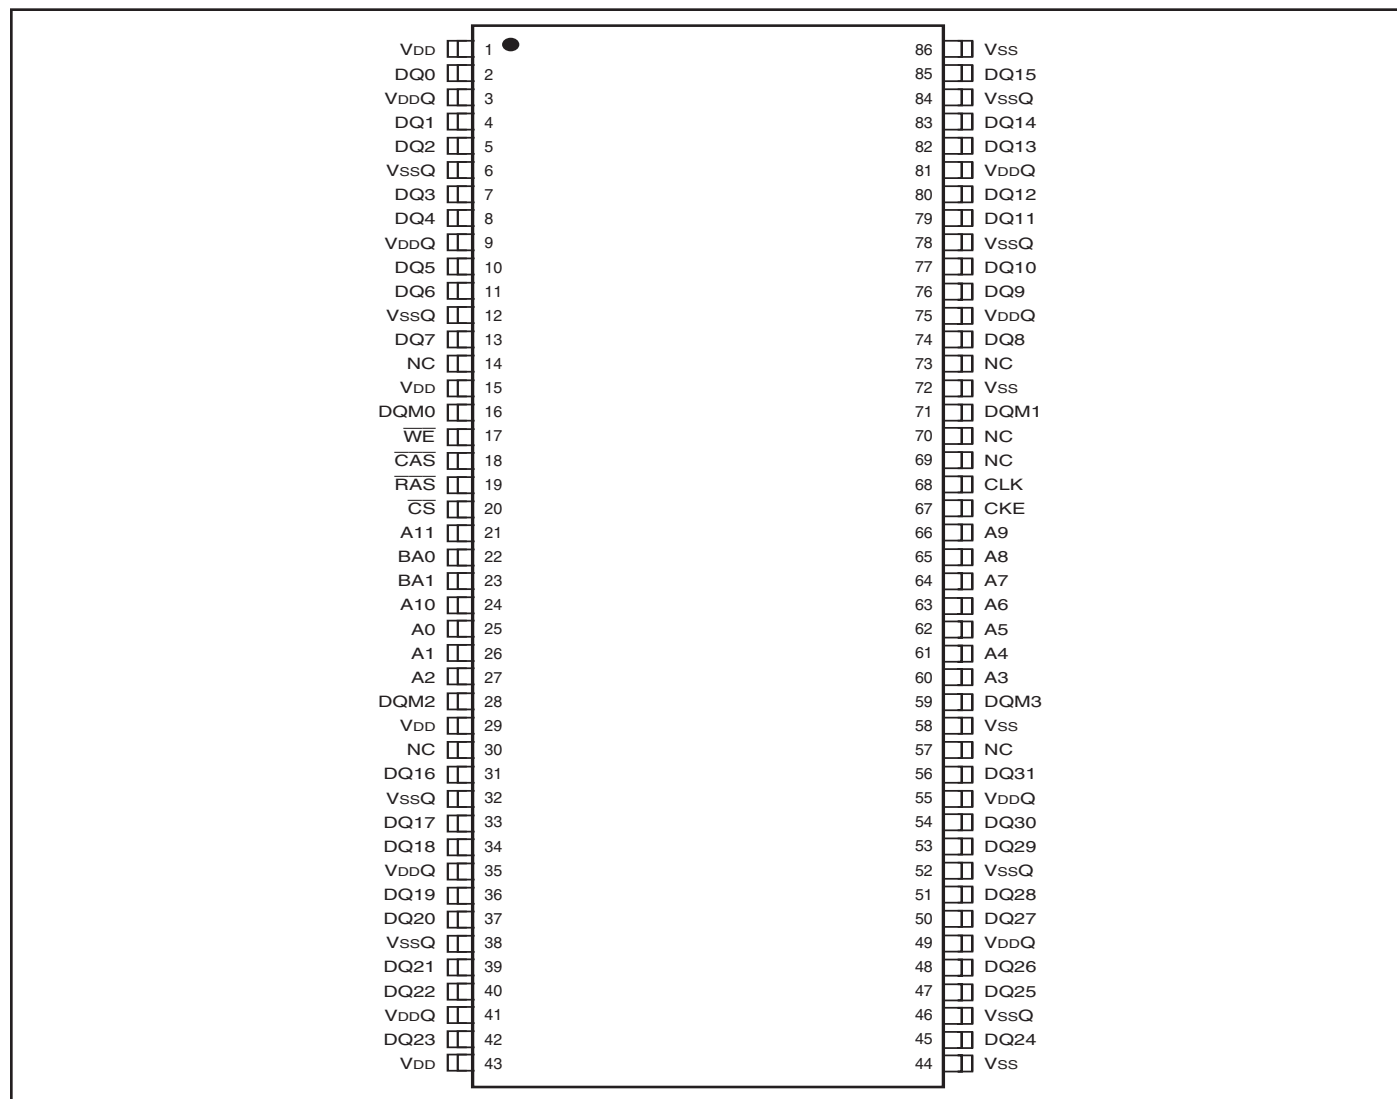 VDD 1 86 VSS
DQ0 2 85 DQ15
VDDQ 3 84 VSSQ
DQ1 4 83 DQ14
DQ2 5 82 DQ13
VSSQ 6 81 VDDQ
DQ3 7 80 DQ12
DQ4 8 79 DQ11
VDDQ 9 78 VSSQ
DQ5 10 77 DQ10
DQ6 11 76 DQ9
VSSQ 12 75 VDDQ
DQ7 13 74 DQ8
NC 14 73 NC
VDD 15 72 VSS
DQM0 16 71 DQM1
WE 17 70 NC
CAS 18 69 NC
RAS 19 68 CLK
CS 20 67 CKE
A11 21 66 A9
BA0 22 65 A8
BA1 23 64 A7
A10 24 63 A6
A0 25 62 A5
A1 26 61 A4
A2 27 60 A3
DQM2 28 59 DQM3
VDD 29 58 VSS
NC 30 57 NC
DQ16 31 56 DQ31
VSSQ 32 55 VDDQ
DQ17 33 54 DQ30
DQ18 34 53 DQ29
VDDQ 35 52 VSSQ
DQ19 36 51 DQ28
DQ20 37 50 DQ27
VSSQ 38 49 VDDQ
DQ21 39 48 DQ26
DQ22 40 47 DQ25
VDDQ 41 46 VSSQ
DQ23 42 45 DQ24
VDD 43 44 VSS